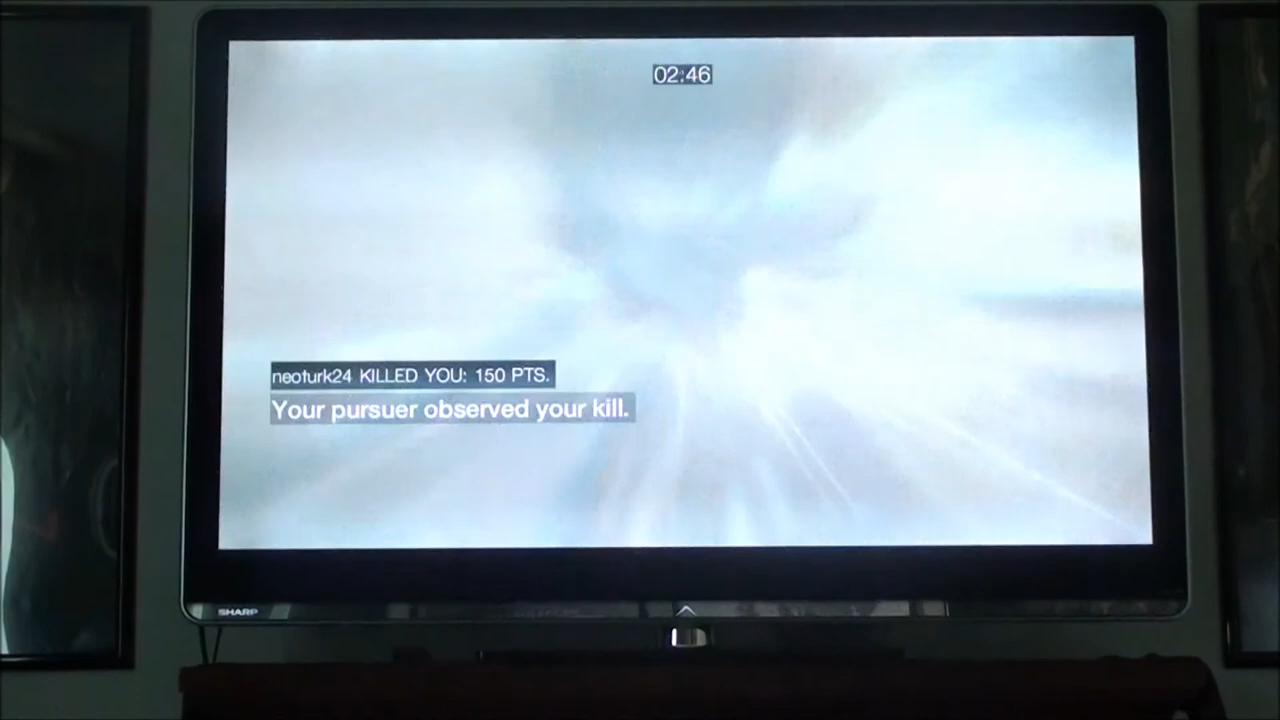 02:46
neoturk24 KILLED YOU: 150 PTS.
Your pursuer observed your kill.
SHARP